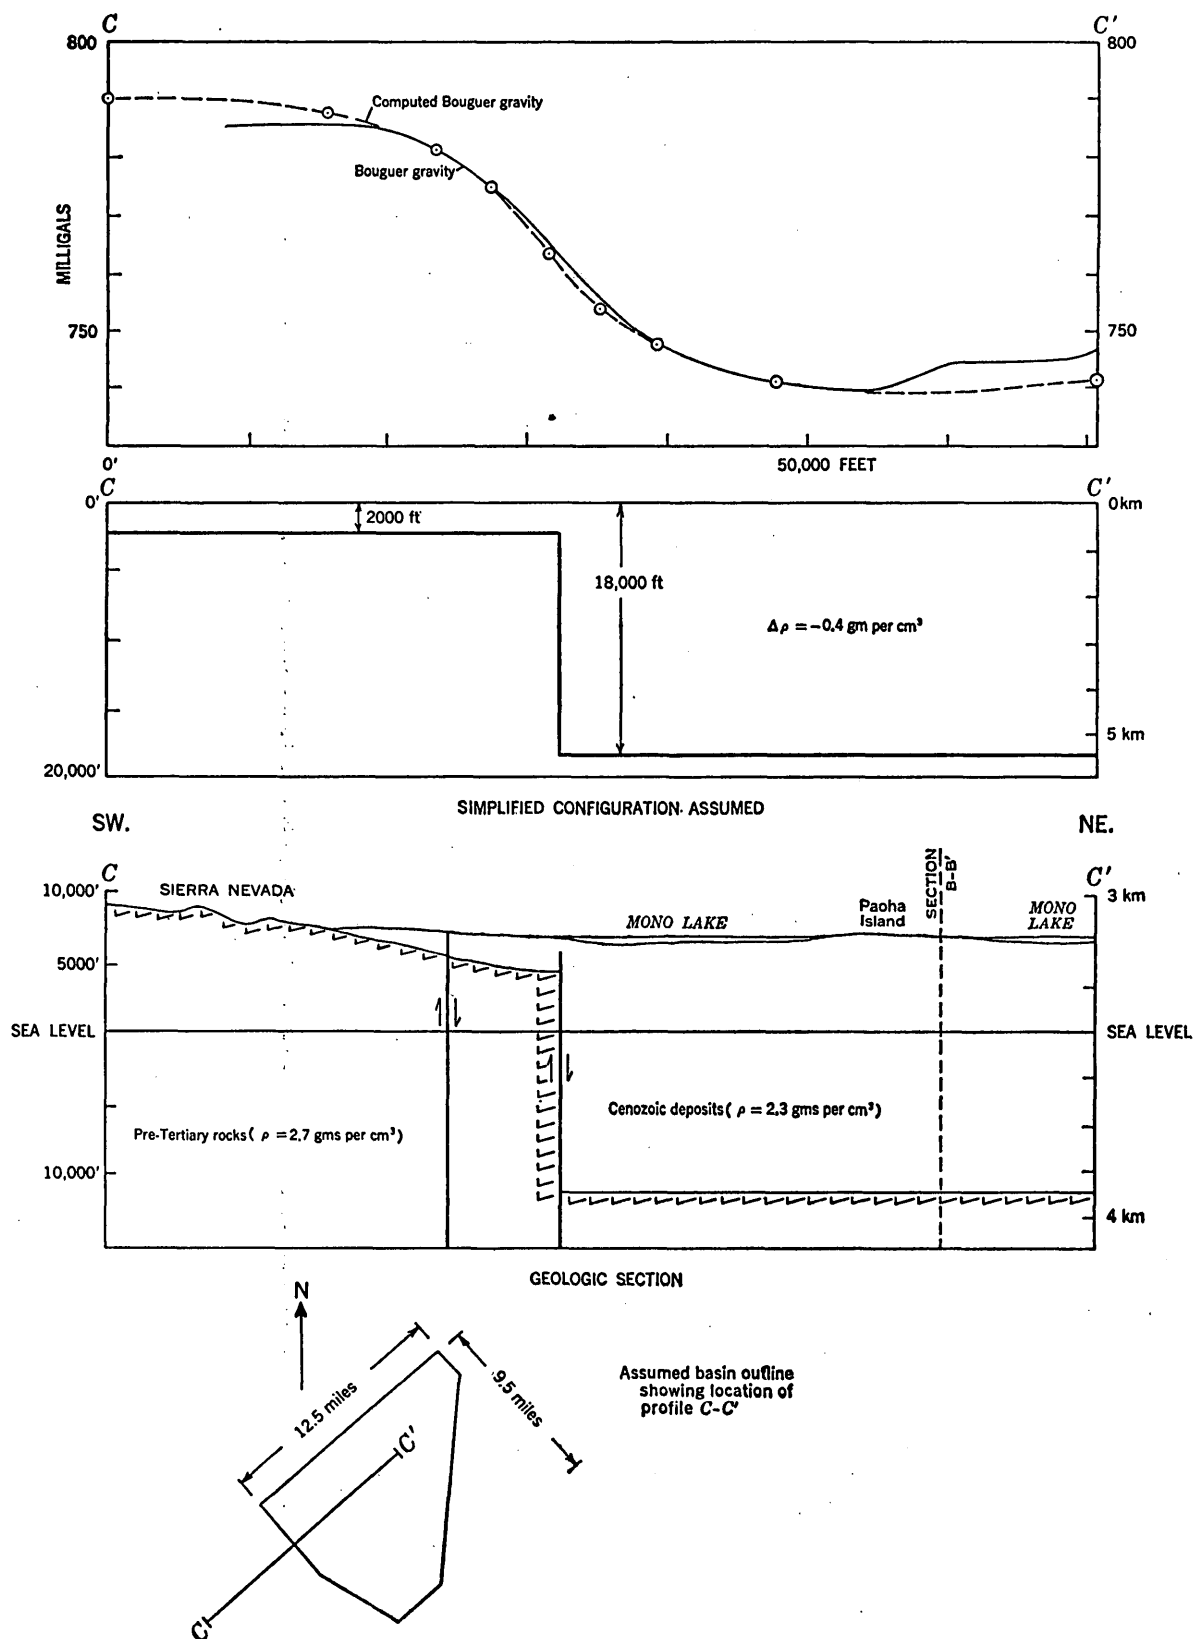 C C'
800 800
Computed Bouguer gravity
Bouguer gravity
MILLIGALS
750 750
0' 50,000 FEET
C C'
0' 0 km
2000 ft
18,000 ft
Δρ = -0.4 gm per cm³
5 km
20,000'
SIMPLIFIED CONFIGURATION ASSUMED
SW. NE.
C C'
SECTION B-B'
10,000' 3 km
SIERRA NEVADA
Paoha
Island
MONO LAKE
MONO
LAKE
5000'
SEA LEVEL SEA LEVEL
Cenozoic deposits ( ρ = 2.3 gms per cm³)
Pre-Tertiary rocks ( ρ = 2.7 gms per cm³)
10,000'
4 km
GEOLOGIC SECTION
N
12.5 miles
9.5 miles
Assumed basin outline
showing location of
profile C-C'
C'
C